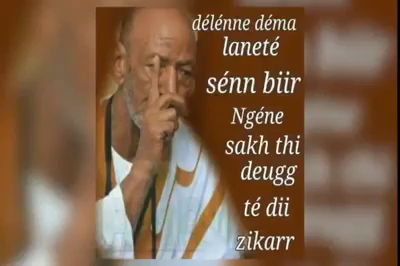 délénne déma
laneté
sénn biir
Ngéne
sakh thi
deugg
té dii
zikarr